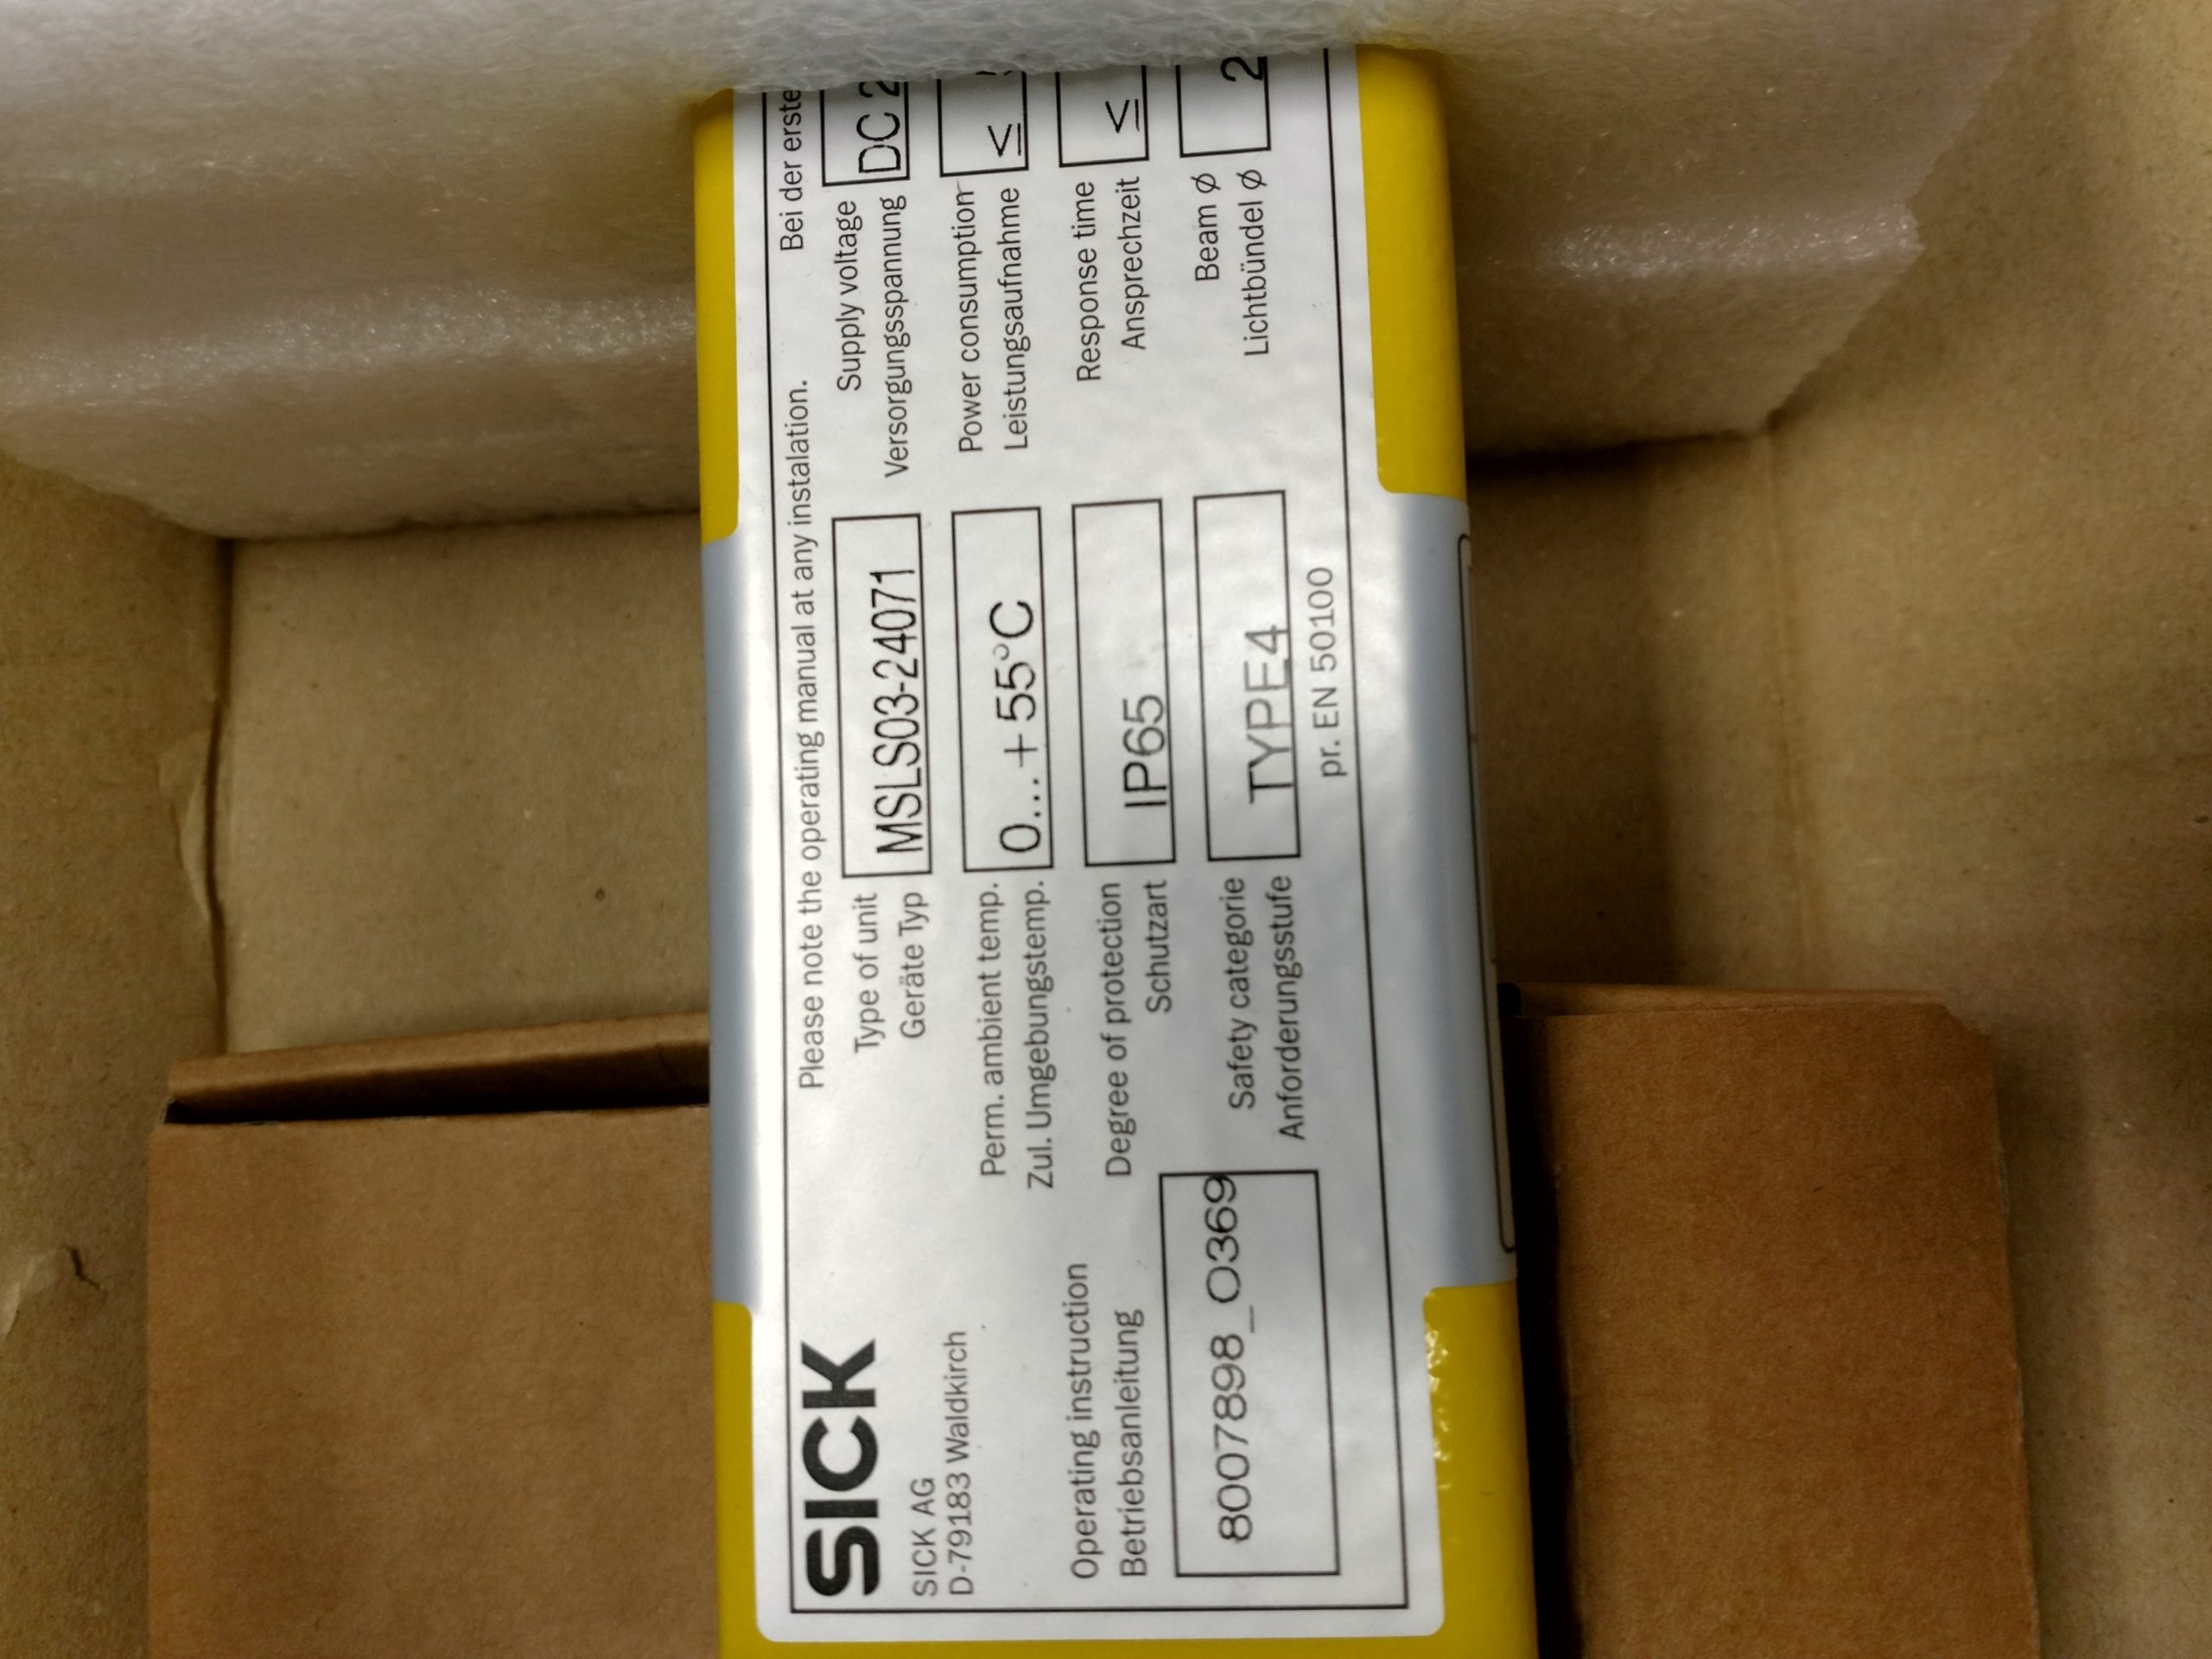 SICK
SICK AG
D-79183 Waldkirch
Operating instruction
Betriebsanleitung
8007898_0369
Please note the operating manual at any instalation.
Type of unit
Geräte Typ
MSLS03-24071
Perm. ambient temp.
Zul. Umgebungstemp.
0...+55°C
Degree of protection
Schutzart
IP65
Safety categorie
Anforderungsstufe
TYPE4
pr. EN 50100
Bei der erste
Supply voltage
Versorgungsspannung
DC 2
Power consumption
Leistungsaufnahme
≤
Response time
Ansprechzeit
≤
Beam Ø
Lichtbündel Ø
2